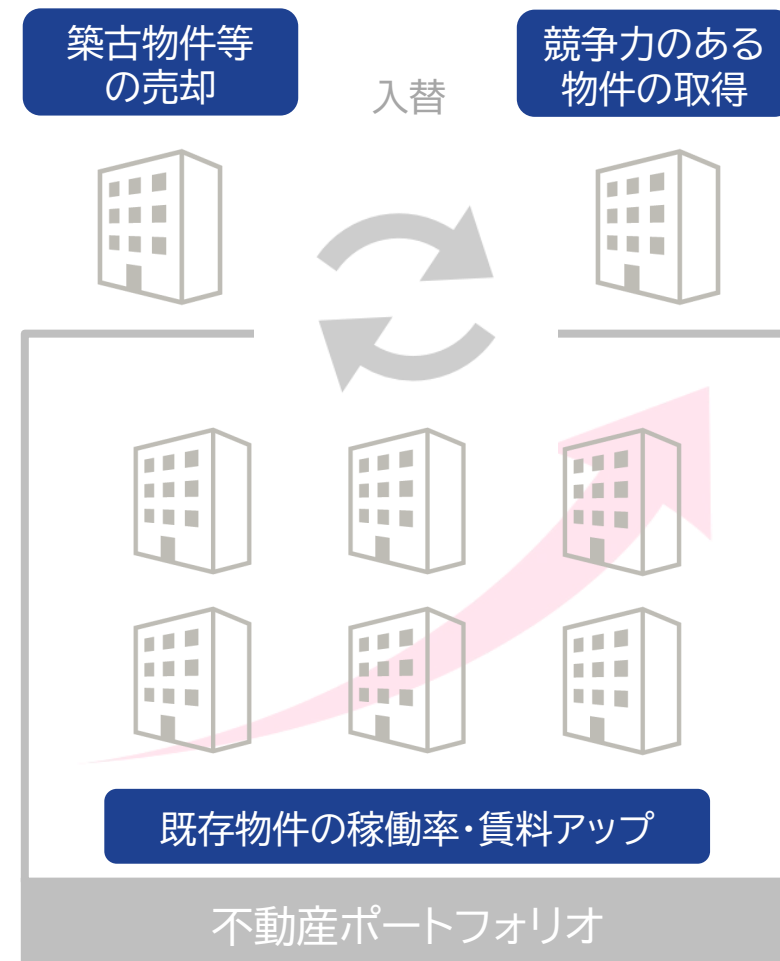 築古物件等
の売却
入替
競争力のある
物件の取得
既存物件の稼働率・賃料アップ
不動産ポートフォリオ